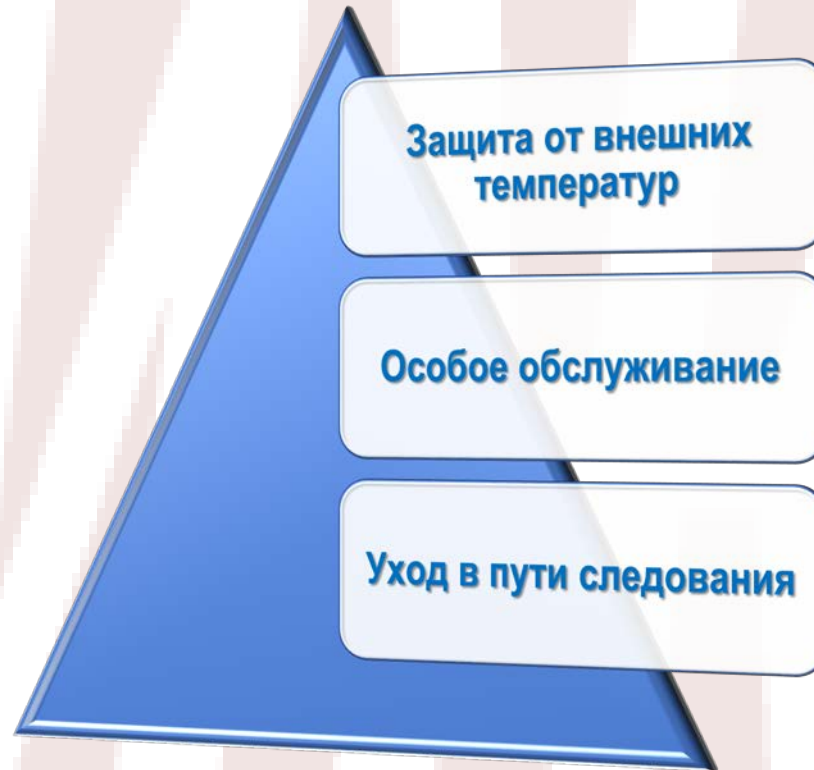 Защита от внешних
температур
Особое обслуживание
Уход в пути следования